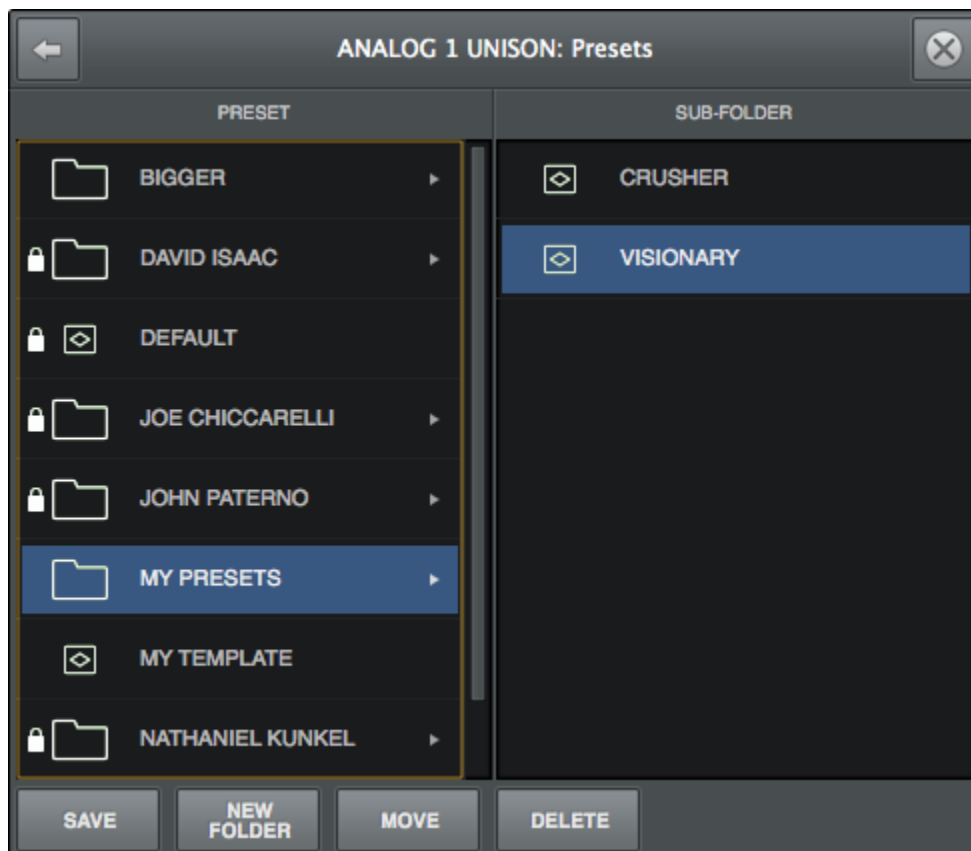 ANALOG 1 UNISON: Presets
PRESET
SUB-FOLDER
BIGGER
DAVID ISAAC
DEFAULT
JOE CHICCARELLI
JOHN PATERNO
MY PRESETS
MY TEMPLATE
NATHANIEL KUNKEL
CRUSHER
VISIONARY
SAVE
NEW
FOLDER
MOVE
DELETE